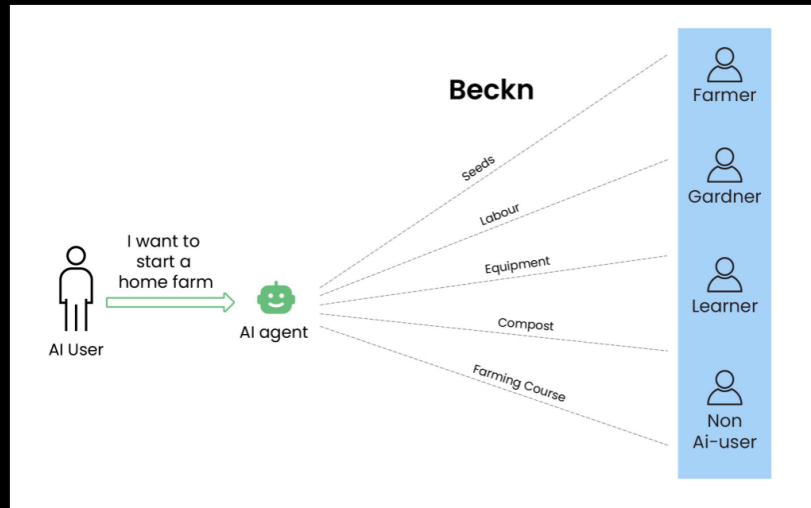 Beckn
Farmer
Seeds
Gardner
Labour
I want to
start a
home farm
Equipment
Learner
AI agent
Compost
AI User
Farming Course
Non
Ai-user